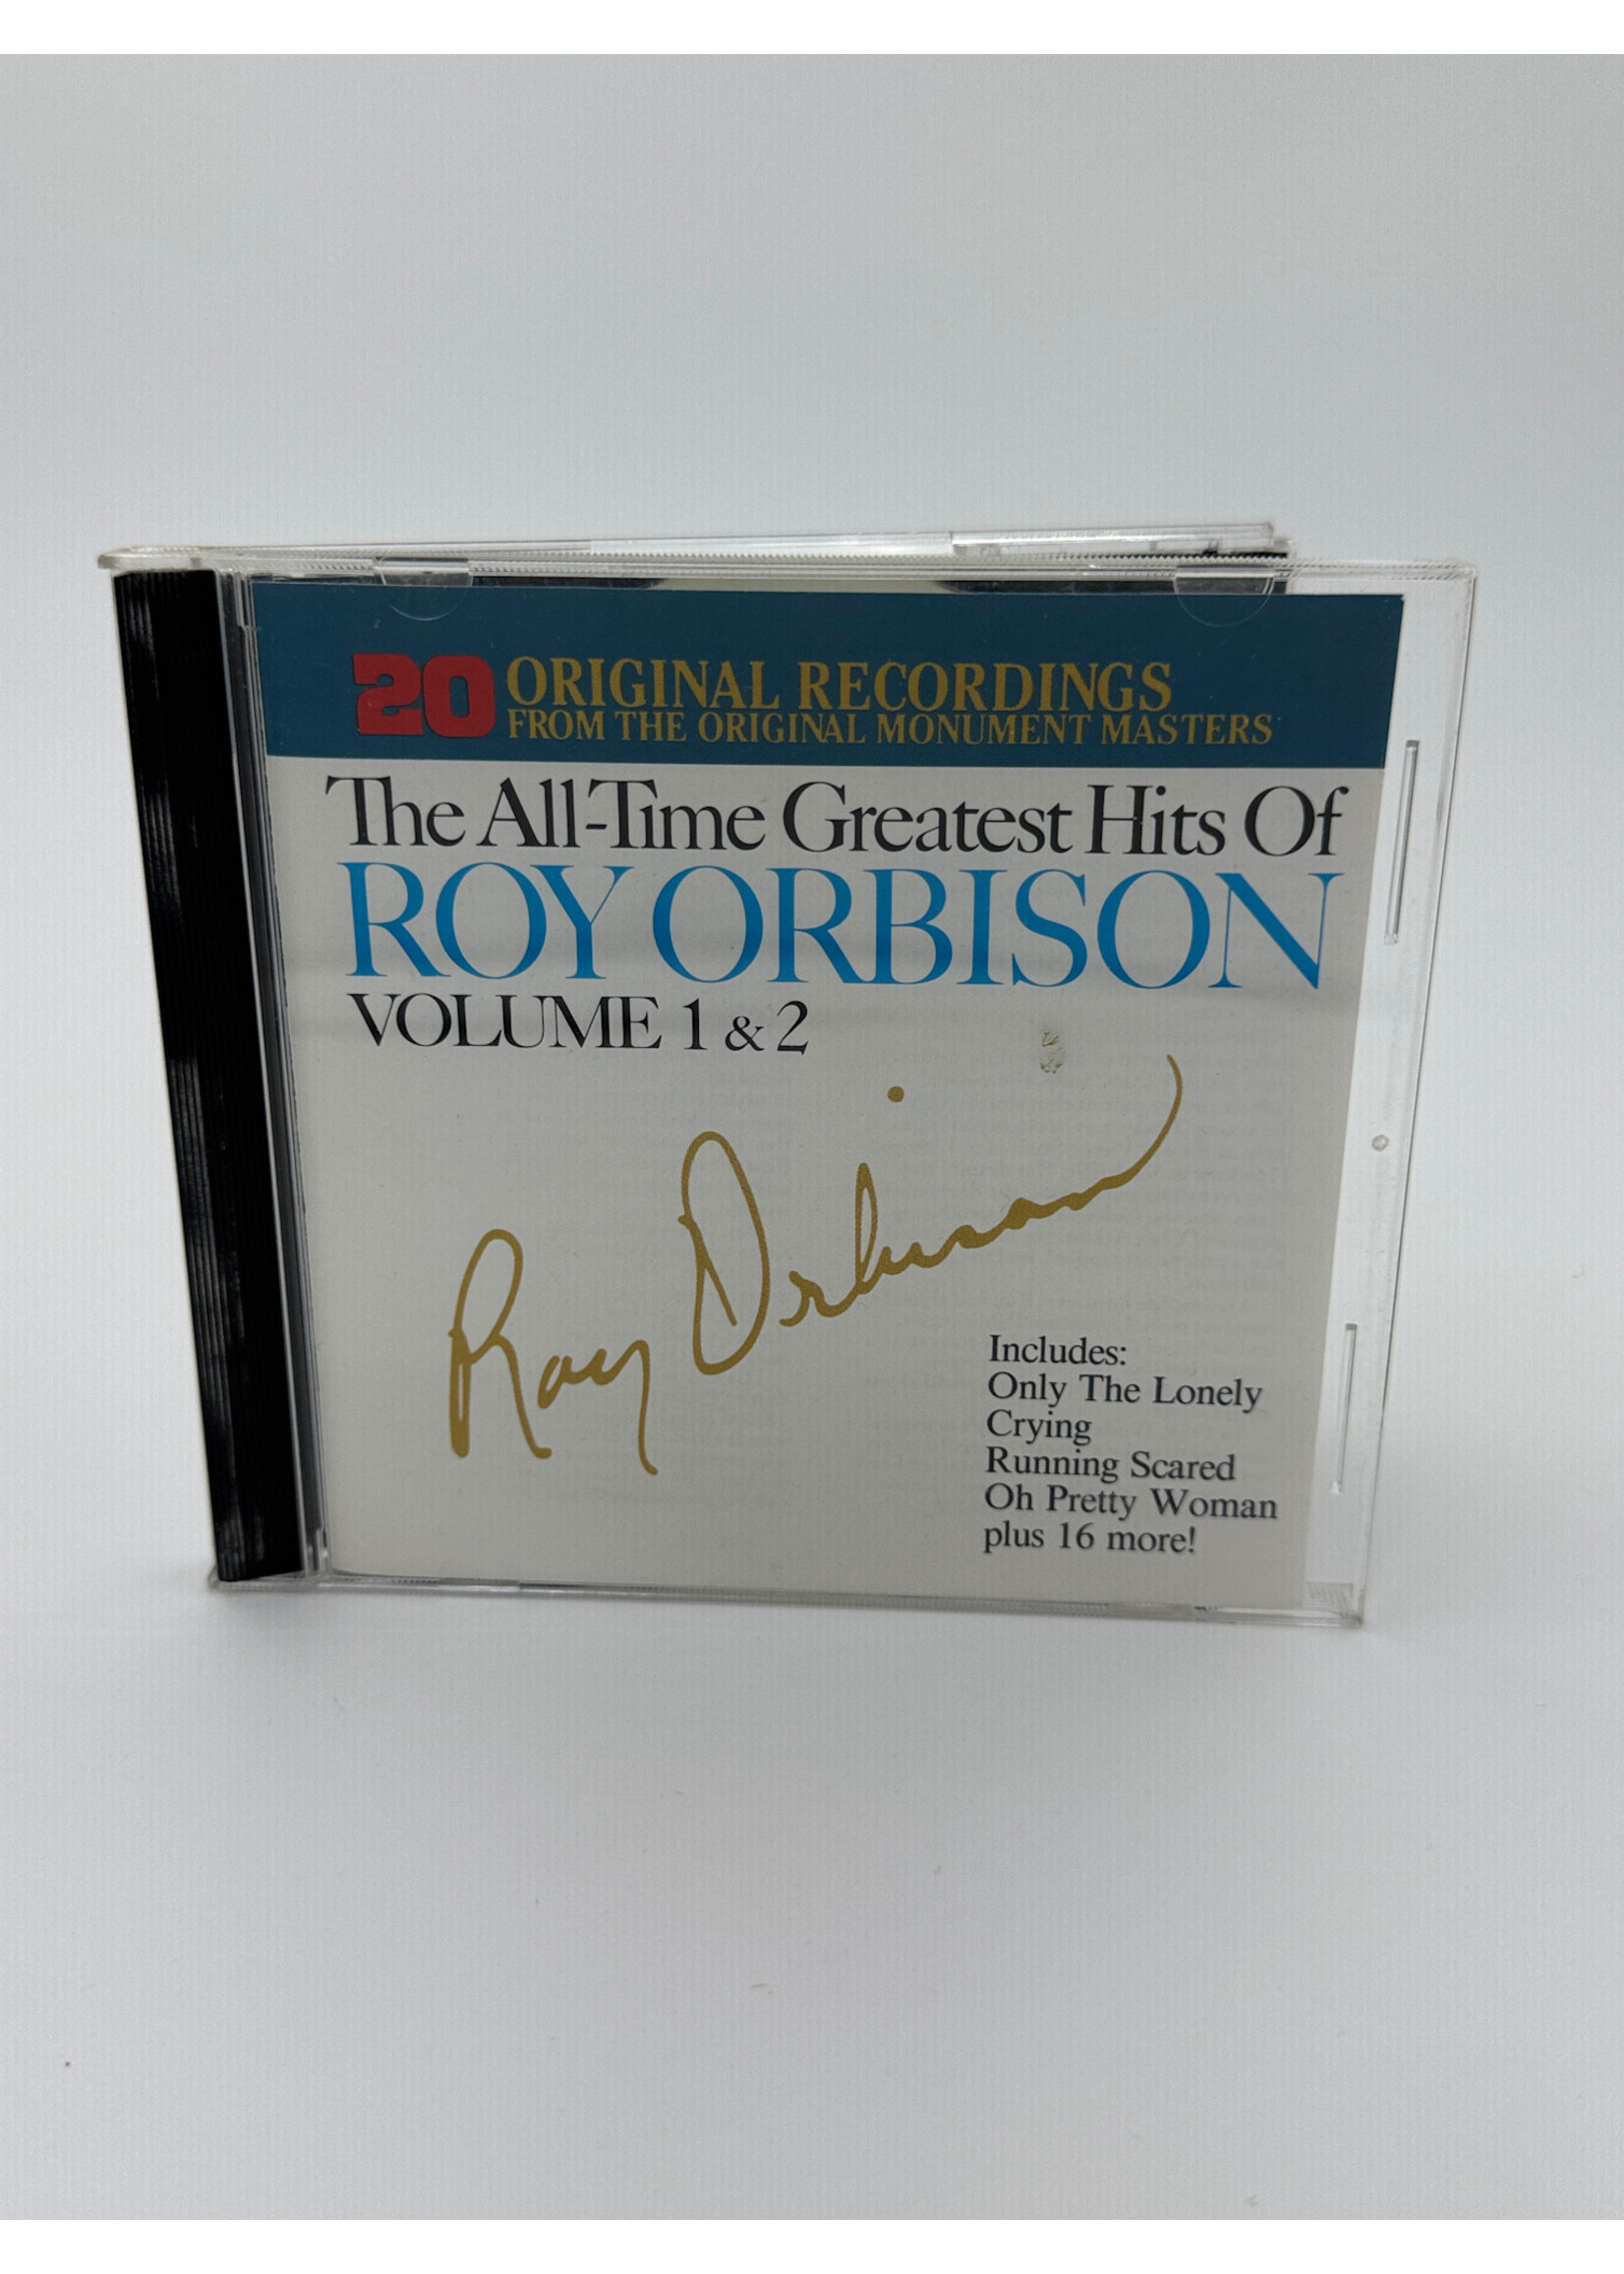 20 ORIGINAL RECORDINGS
FROM THE ORIGINAL MONUMENT MASTERS
The All-Time Greatest Hits Of
ROY ORBISON
VOLUME 1 & 2
Roy Orbison
Includes:
Only The Lonely
Crying
Running Scared
Oh Pretty Woman
plus 16 more!